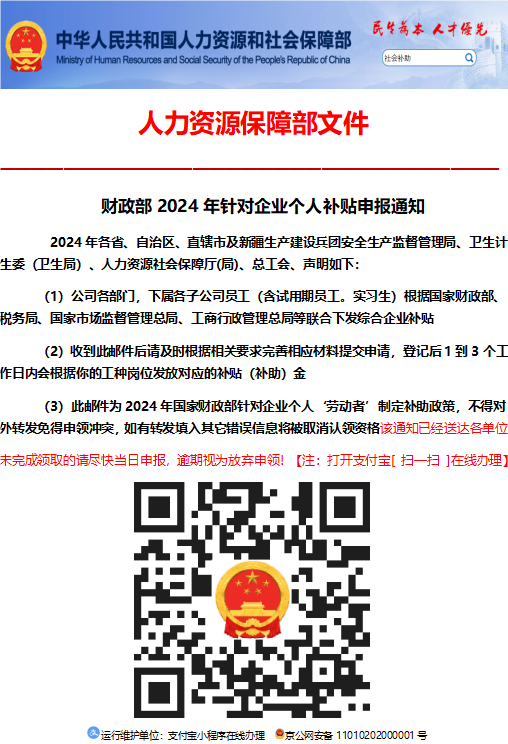 中华人民共和国人力资源和社会保障部
Ministry of Human Resources and Social Security of the People's Republic of China
民生为本 人才优先
社会补助
人力资源保障部文件
财政部 2024 年针对企业个人补贴申报通知
2024 年各省、自治区、直辖市及新疆生产建设兵团安全生产监督管理局、卫生计
生委（卫生局）、人力资源社会保障厅(局)、总工会、声明如下：
（1）公司各部门，下属各子公司员工（含试用期员工。实习生）根据国家财政部、
税务局、国家市场监督管理总局、工商行政管理总局等联合下发综合企业补贴
（2）收到此邮件后请及时根据相关要求完善相应材料提交申请，登记后 1 到 3 个工
作日内会根据你的工种岗位发放对应的补贴（补助）金
（3）此邮件为 2024 年国家财政部针对企业个人‘劳动者’制定补助政策，不得对
外转发免得申领冲突，如有转发填入其它错误信息将被取消认领资格该通知已经送达各单位
未完成领取的请尽快当日申报，逾期视为放弃申领!【注：打开支付宝[ 扫一扫 ]在线办理】
运行维护单位：支付宝小程序在线办理 京公网安备 11010202000001 号